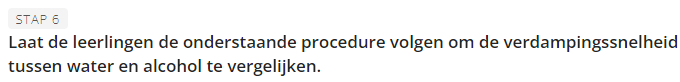 STAP 6
Laat de leerlingen de onderstaande procedure volgen om de verdampingssnelheid
tussen water en alcohol te vergelijken.